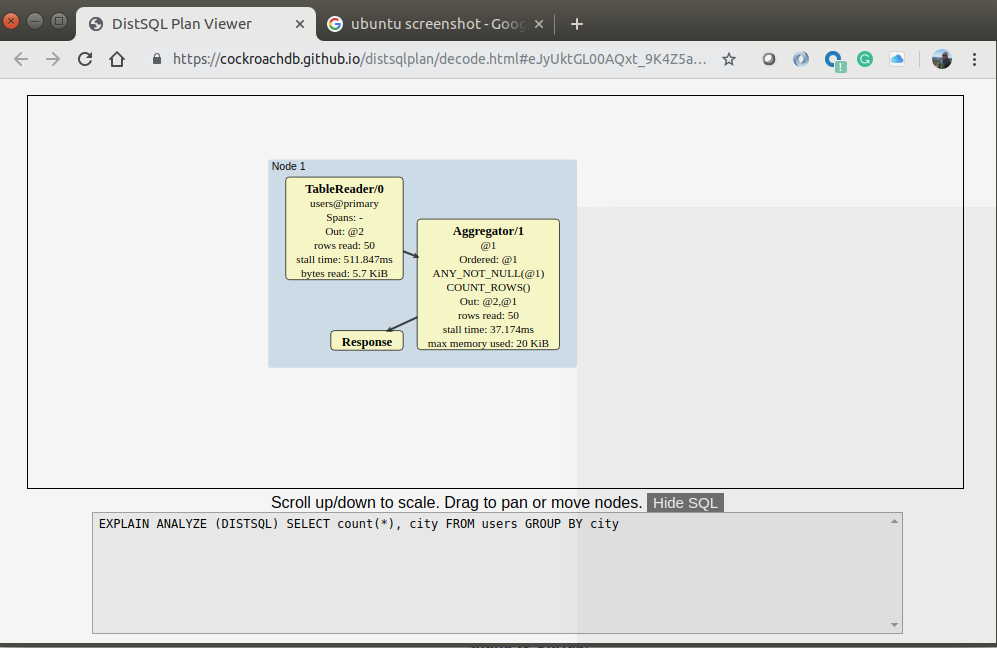 DistSQL Plan Viewer
ubuntu screenshot - Goog
https://cockroachdb.github.io/distsqlplan/decode.html#eJyUktGL00AQxt_9K4Z5a...
Node 1
TableReader/0
users@primary
Spans: -
Out: @2
rows read: 50
stall time: 511.847ms
bytes read: 5.7 KiB
Aggregator/1
@1
Ordered: @1
ANY_NOT_NULL(@1)
COUNT_ROWS()
Out: @2,@1
rows read: 50
stall time: 37.174ms
max memory used: 20 KiB
Response
Scroll up/down to scale. Drag to pan or move nodes. Hide SQL
EXPLAIN ANALYZE (DISTSQL) SELECT count(*), city FROM users GROUP BY city